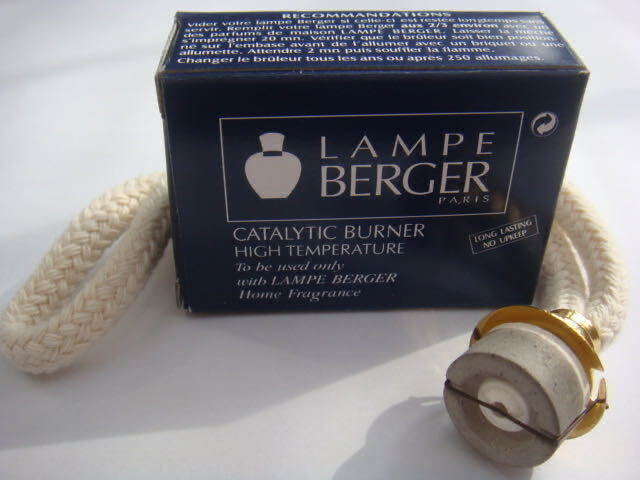 RECOMMANDATIONS
Vider votre lampe Berger si celle-ci est restée longtemps sans
servir. Remplir votre lampe Berger aux 2/3 environ avec
des parfums de maison LAMPE BERGER. Laisser la mèche
s'imprégner 20 mn. Vérifier que le brûleur soit bien position-
né sur l'embase avant de l'allumer avec un briquet ou une
allumette. Attendre 2 mn puis souffler la flamme.
Changer le brûleur tous les ans ou après 250 allumages.
LAMPE
BERGER
PARIS
CATALYTIC BURNER
HIGH TEMPERATURE
To be used only
with LAMPE BERGER
Home Fragrance
LONG LASTING
NO UPKEEP